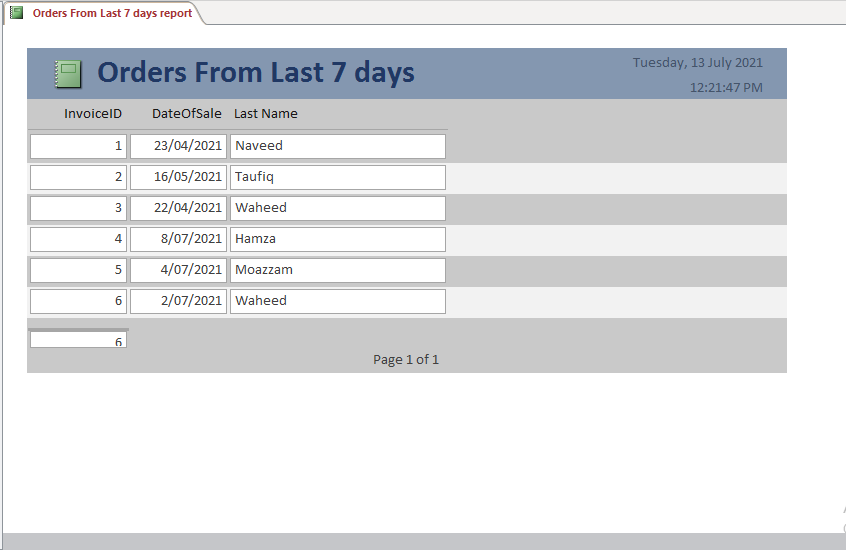 Orders From Last 7 days report
Orders From Last 7 days
Tuesday, 13 July 2021
12:21:47 PM
InvoiceID DateOfSale Last Name
1 23/04/2021 Naveed
2 16/05/2021 Taufiq
3 22/04/2021 Waheed
4 8/07/2021 Hamza
5 4/07/2021 Moazzam
6 2/07/2021 Waheed
6
Page 1 of 1